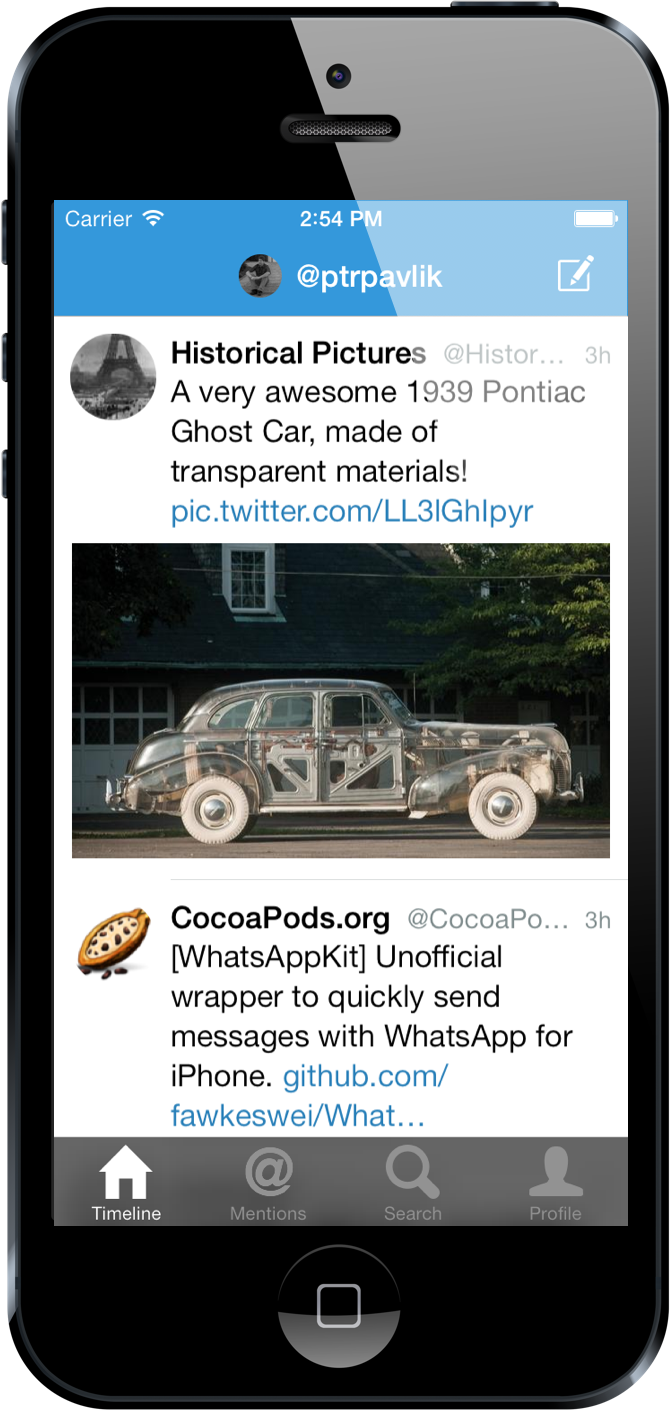 Carrier 2:54 PM
@ptrpavlik
Historical Pictures @Histor… 3h
A very awesome 1939 Pontiac
Ghost Car, made of
transparent materials!
pic.twitter.com/LL3lGhIpyr
CocoaPods.org @CocoaPo… 3h
[WhatsAppKit] Unofficial
wrapper to quickly send
messages with WhatsApp for
iPhone. github.com/
fawkeswei/What…
Timeline Mentions Search Profile